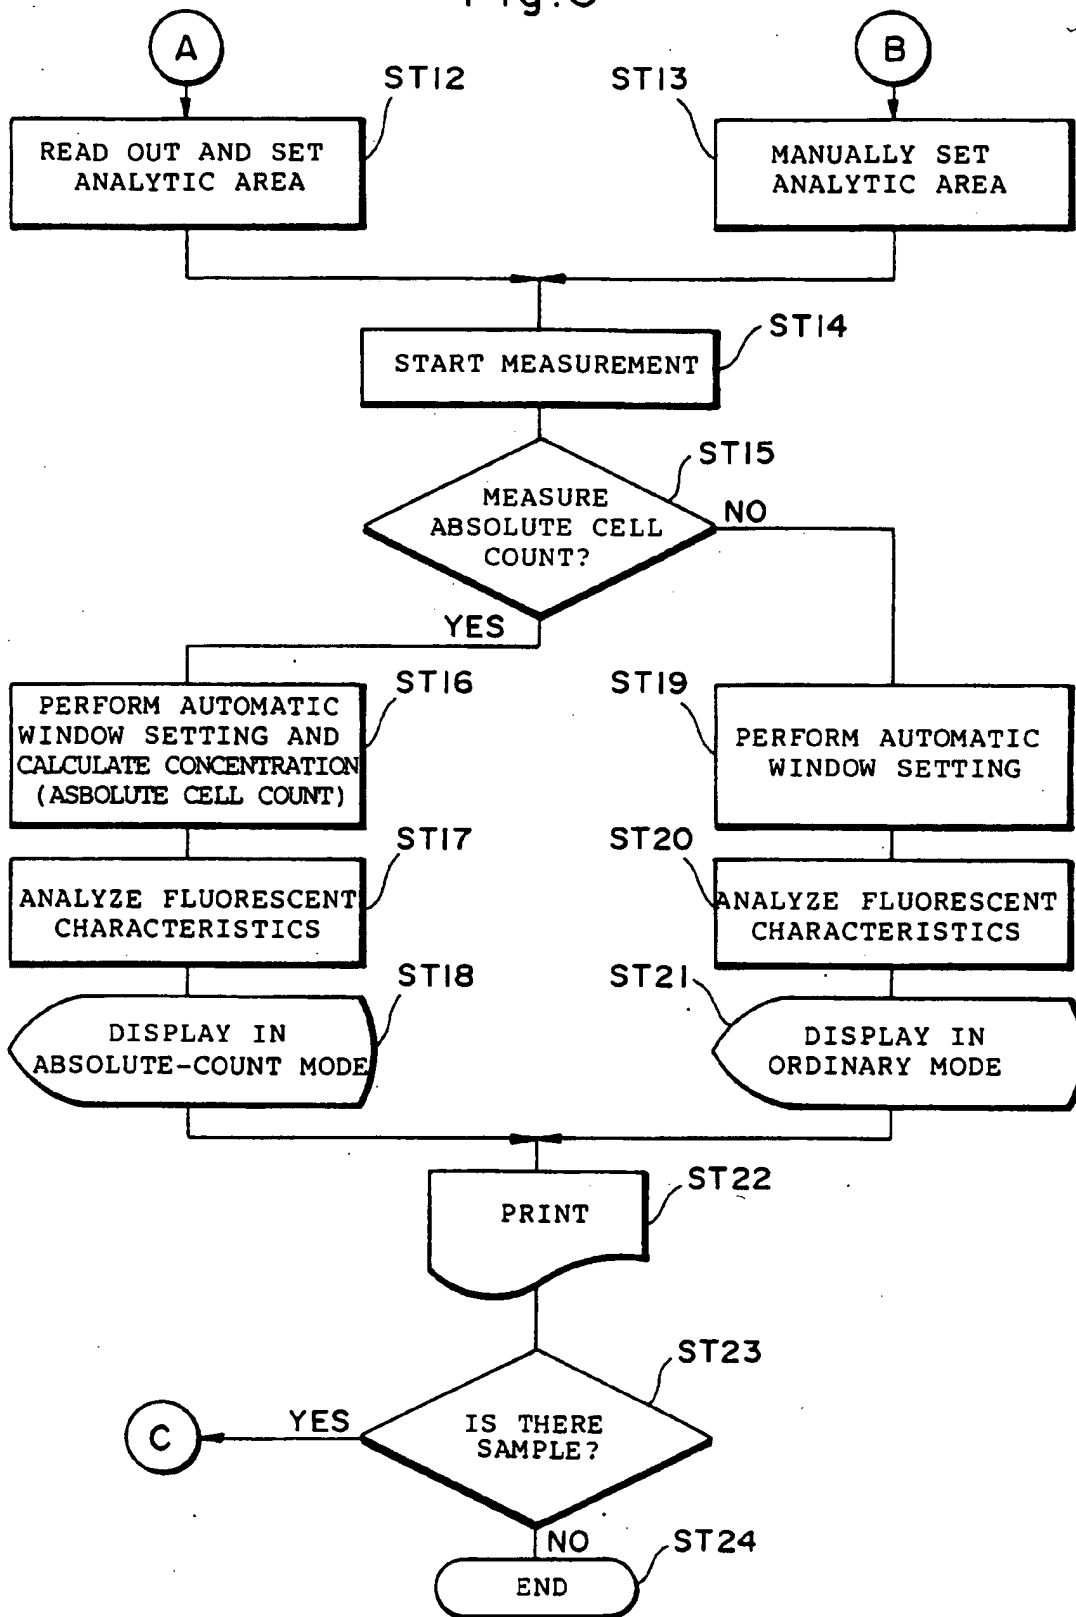 A
B
ST12
ST13
READ OUT AND SET
ANALYTIC AREA
MANUALLY SET
ANALYTIC AREA
ST14
START MEASUREMENT
ST15
MEASURE
ABSOLUTE CELL
COUNT?
NO
YES
ST16
ST19
PERFORM AUTOMATIC
WINDOW SETTING AND
CALCULATE CONCENTRATION
(ASBOLUTE CELL COUNT)
PERFORM AUTOMATIC
WINDOW SETTING
ST17
ST20
ANALYZE FLUORESCENT
CHARACTERISTICS
ANALYZE FLUORESCENT
CHARACTERISTICS
ST18
ST21
DISPLAY IN
ABSOLUTE-COUNT MODE
DISPLAY IN
ORDINARY MODE
ST22
PRINT
ST23
IS THERE
SAMPLE?
YES
C
NO
ST24
END